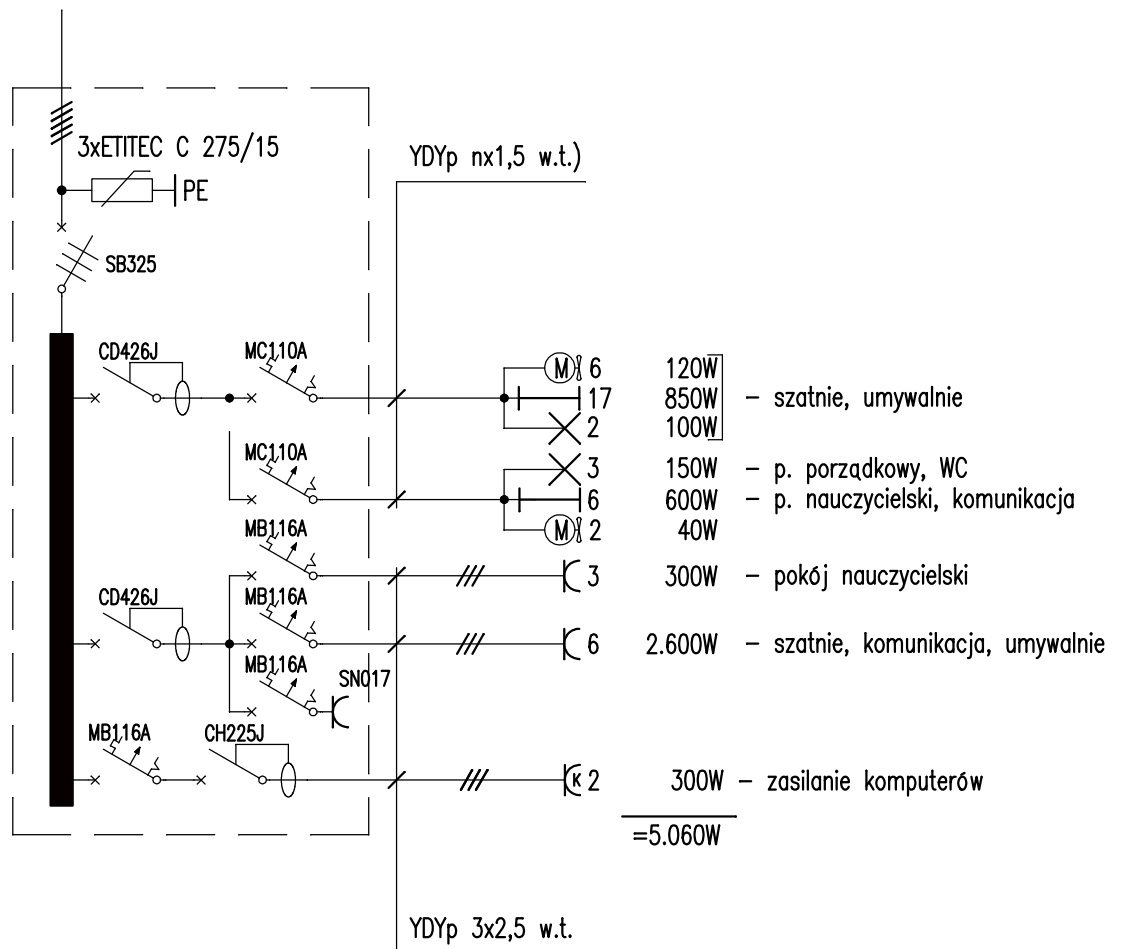 3xETITEC C 275/15
PE
YDYp nx1,5 w.t.)
SB325
CD426J
MC110A
M 6 120W
17 850W – szatnie, umywalnie
2 100W
MC110A
3 150W – p. porządkowy, WC
6 600W – p. nauczycielski, komunikacja
M 2 40W
MB116A
3 300W – pokój nauczycielski
CD426J
MB116A
6 2.600W – szatnie, komunikacja, umywalnie
MB116A
SN017
MB116A
CH225J
K 2 300W – zasilanie komputerów
=5.060W
YDYp 3x2,5 w.t.